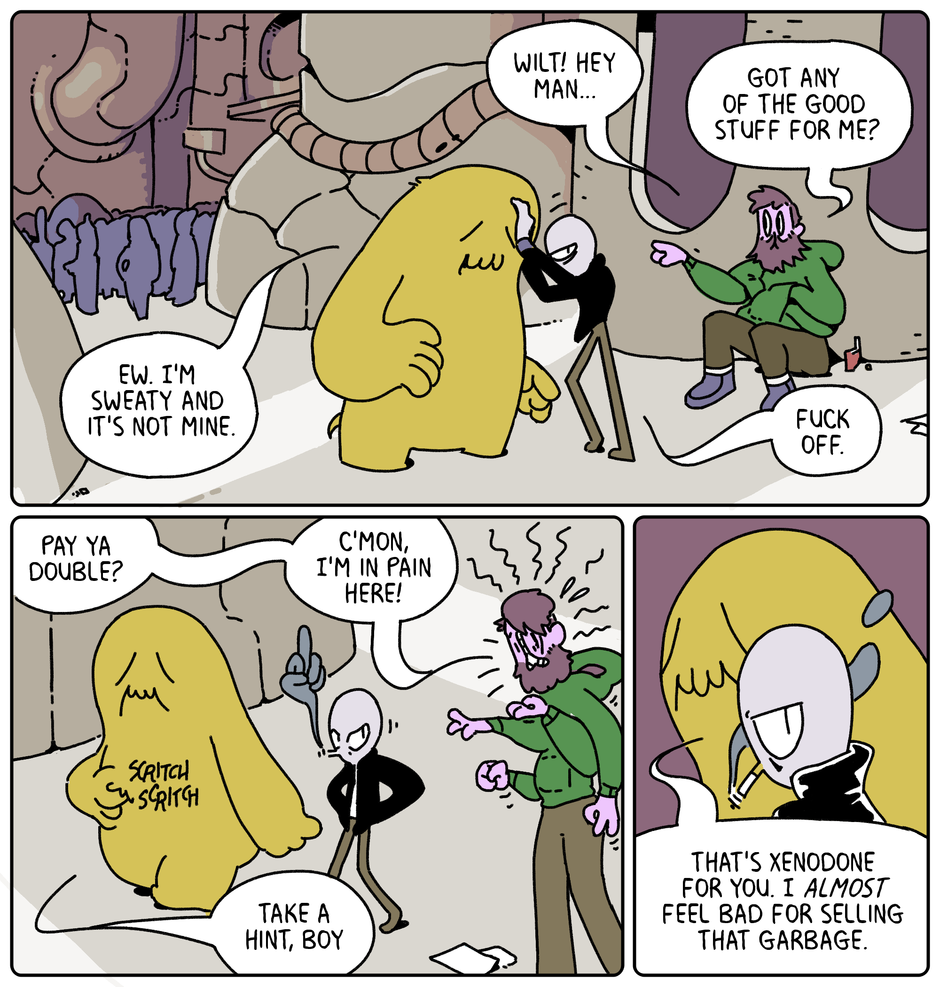 WILT! HEY
MAN...
GOT ANY
OF THE GOOD
STUFF FOR ME?
EW. I'M
SWEATY AND
IT'S NOT MINE.
FUCK
OFF.
PAY YA
DOUBLE?
C'MON,
I'M IN PAIN
HERE!
SCRITCH
SCRITCH
TAKE A
HINT, BOY
THAT'S XENODONE
FOR YOU. I ALMOST
FEEL BAD FOR SELLING
THAT GARBAGE.